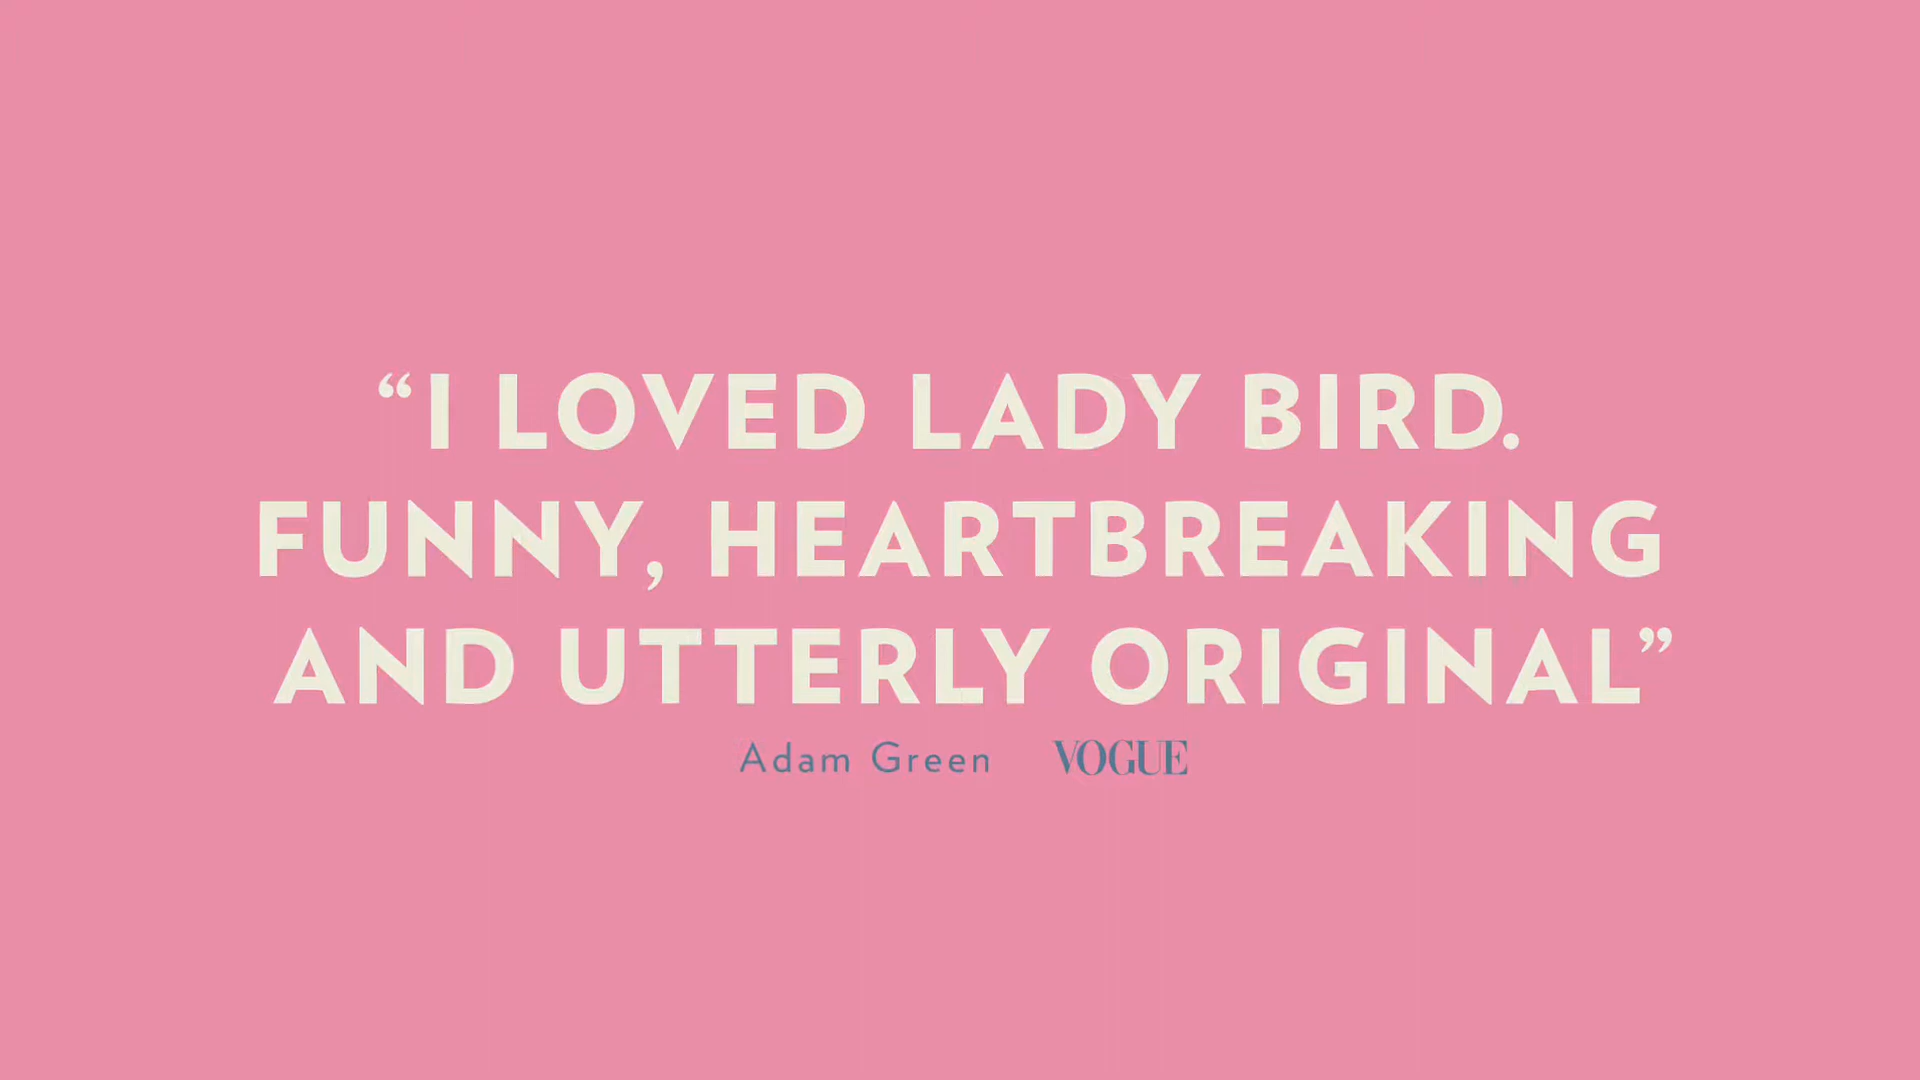 “I LOVED LADY BIRD.
FUNNY, HEARTBREAKING
AND UTTERLY ORIGINAL”
Adam Green VOGUE